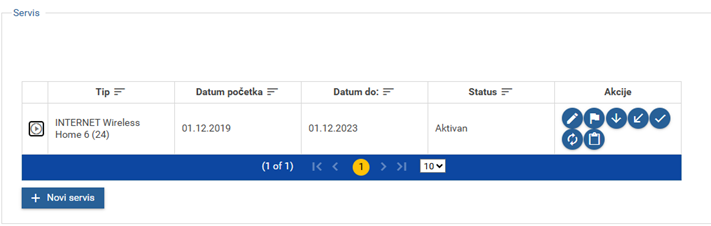 Servis
Tip Datum početka Datum do: Status Akcije
INTERNET Wireless
Home 6 (24) 01.12.2019 01.12.2023 Aktivan
(1 of 1) 1 10
+ Novi servis